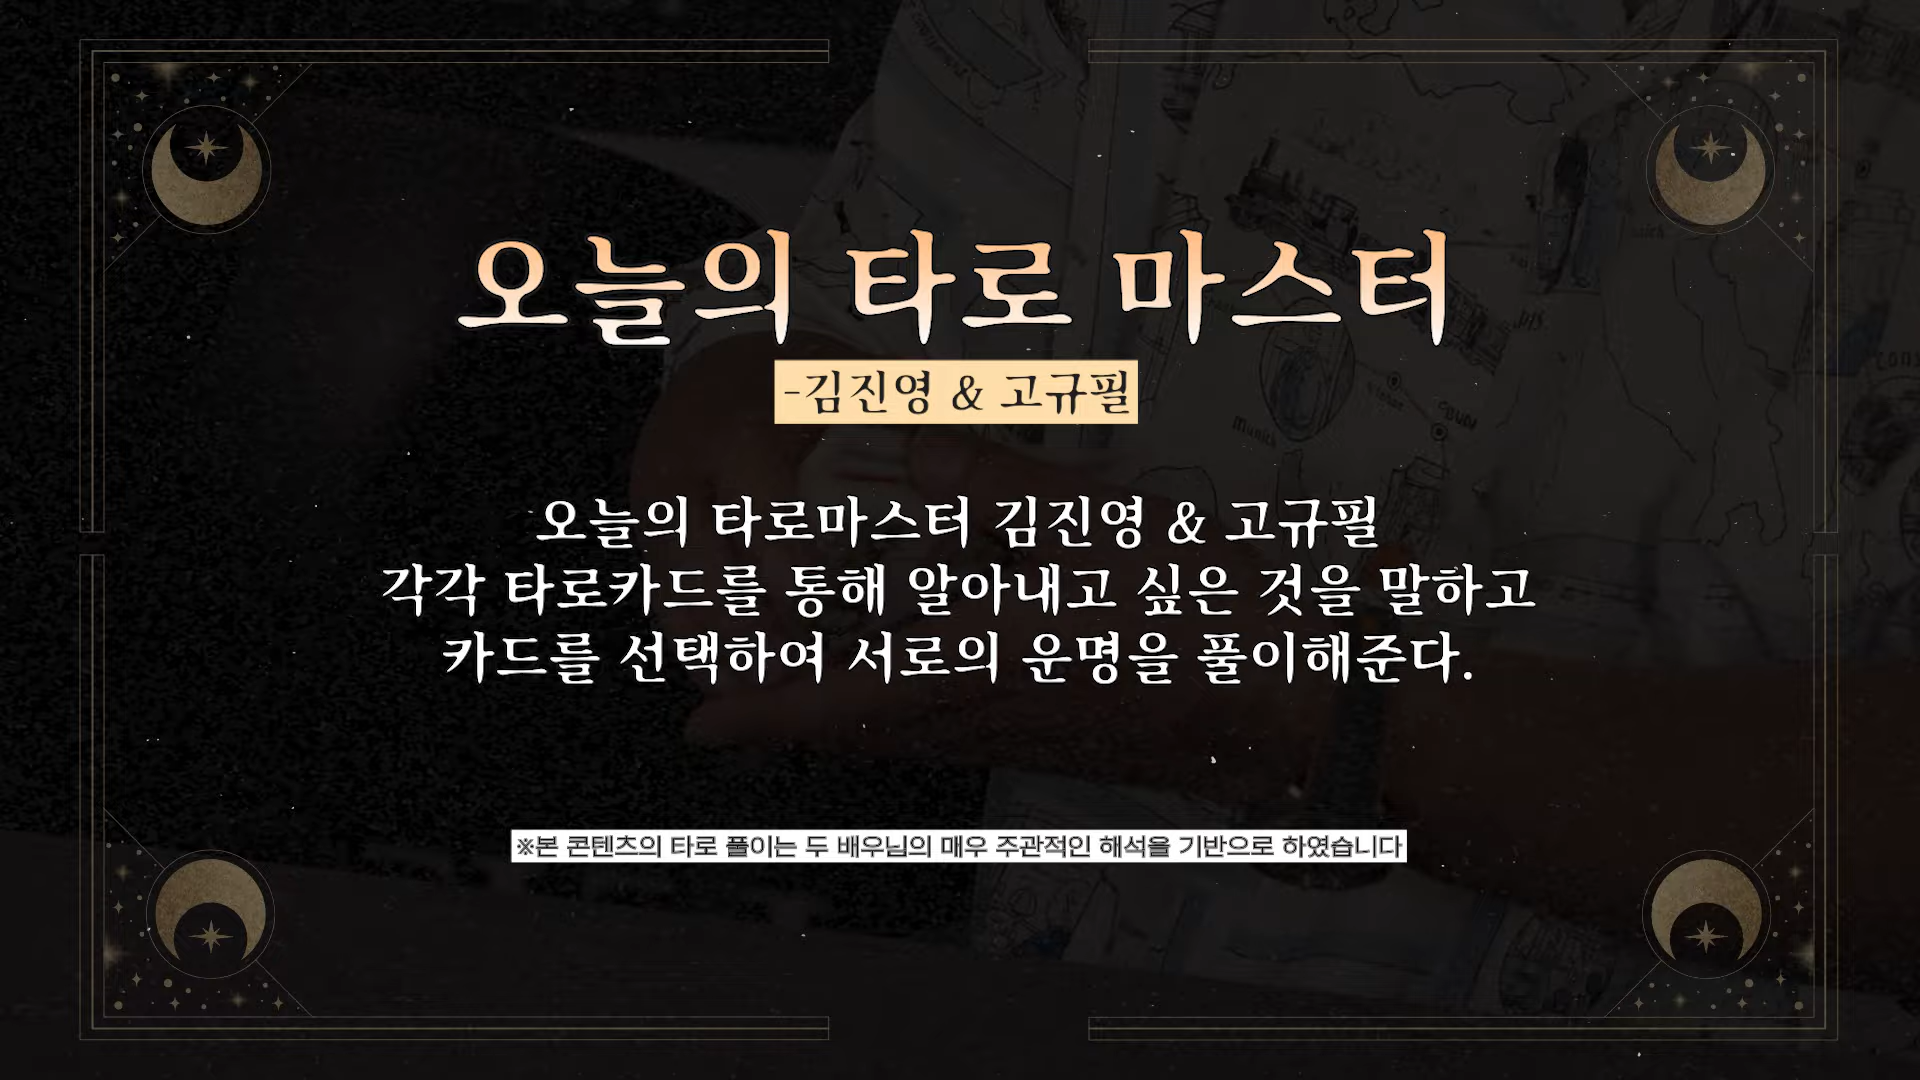 오늘의 타로 마스터
-김진영 & 고규필
오늘의 타로마스터 김진영 & 고규필
각각 타로카드를 통해 알아내고 싶은 것을 말하고
카드를 선택하여 서로의 운명을 풀이해준다.
※본 콘텐츠의 타로 풀이는 두 배우님의 매우 주관적인 해석을 기반으로 하였습니다
Munich